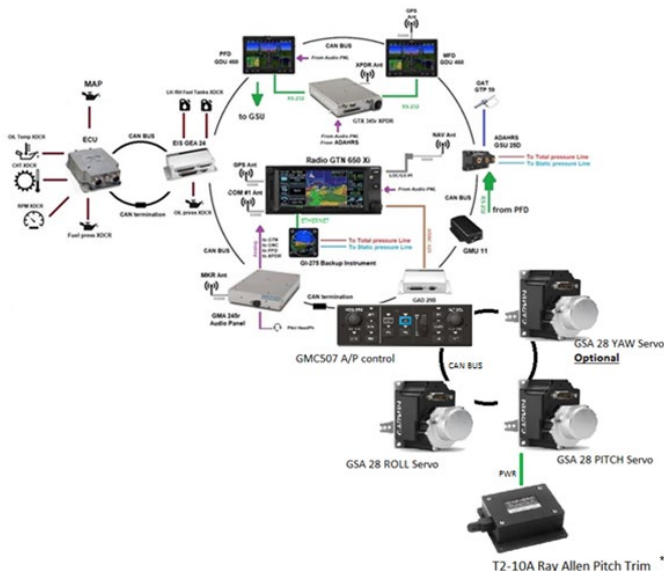 GPS
Ant
CAN BUS
PFD
GDU 460
MFD
GDU 460
From Audio PNL
XPDR Ant
RS-232
RS-232
MAP
LH RH Fuel Tanks XDCR
to GSU
GTX 345r XPDR
OAT
GTP 59
From Audio PNL
From ADAHRS
ECU
OIL Temp XDCR
CAN BUS
EIS GEA 24
NAV Ant
ADAHRS
GSU 25D
CHT XDCR
Radio GTN 650 Xi
GPS Ant
To Total pressure Line
To Static pressure Line
RPM XDCR
COM #1 Ant
From Audio PNL
CAN BUS
RS-232
from PFD
CAN termination
OIL press XDCR
ETHERNET
Fuel press XDCR
To Total pressure Line
To Static pressure Line
GMU 11
CAN BUS
GI-275 Backup Instrument
MKR Ant
CAN termination
GAD 29B
GMA 245r
Audio Panel
GMC507 A/P control
GSA 28 YAW Servo
Optional
CAN BUS
GSA 28 ROLL Servo
GSA 28 PITCH Servo
PWR
T2-10A Ray Allen Pitch Trim *